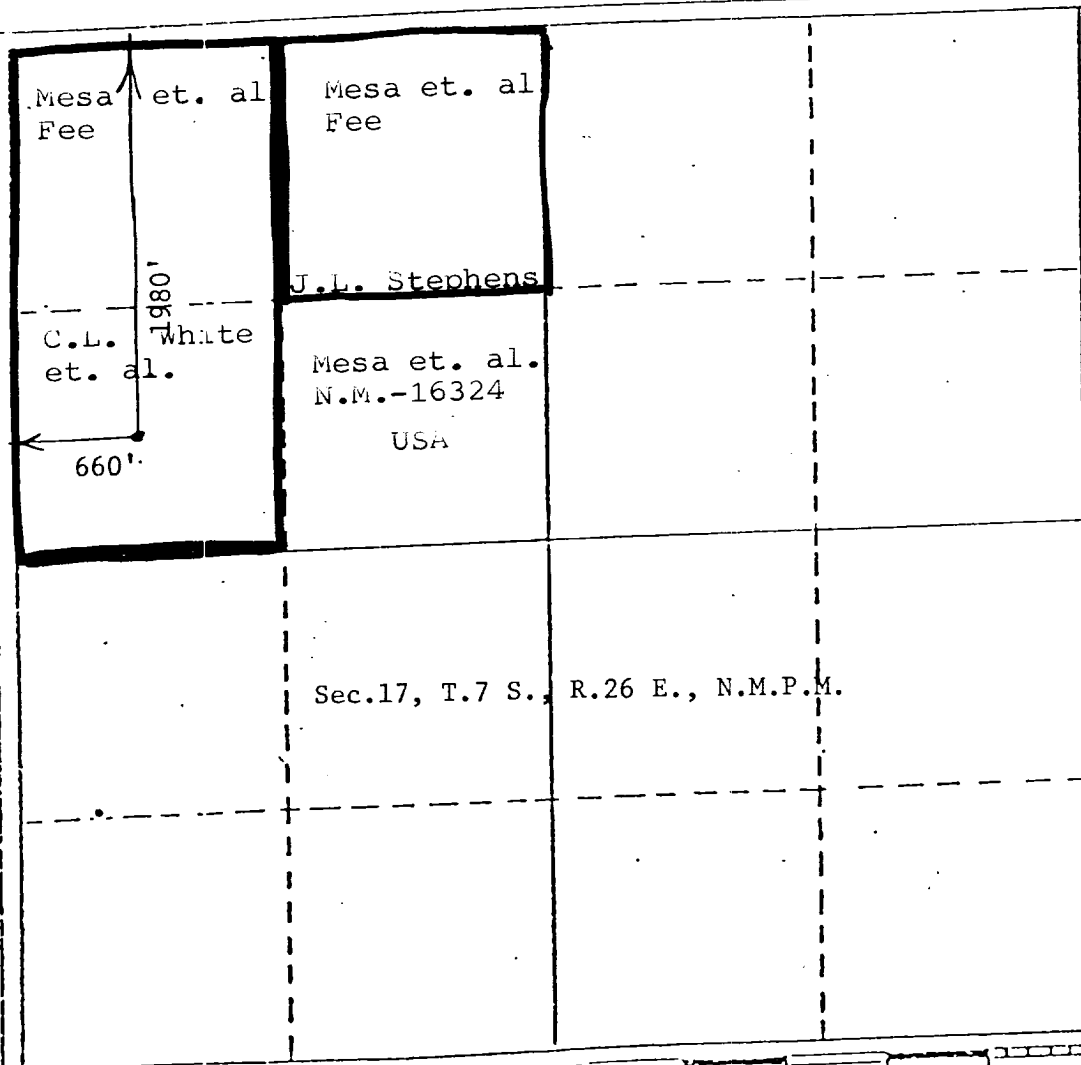 Mesa et. al
Fee
Mesa et. al
Fee
1980'
J.L. Stephens
C.L. White
et. al.
Mesa et. al.
N.M.-16324
USA
660'
Sec.17, T.7 S., R.26 E., N.M.P.M.